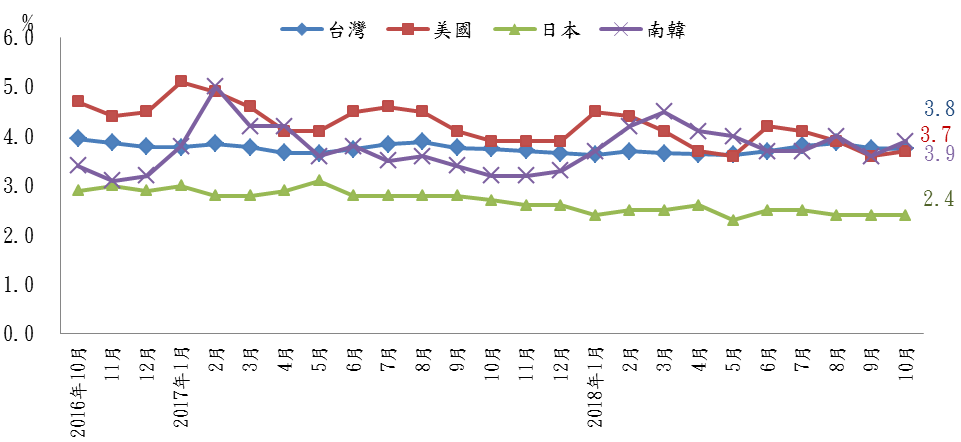 %
台灣 美國 日本 南韓
6.0
5.0
4.0
3.0
2.0
1.0
0.0
3.8
3.7
3.9
2.4
2016年10月
11月
12月
2017年1月
2月
3月
4月
5月
6月
7月
8月
9月
10月
11月
12月
2018年1月
2月
3月
4月
5月
6月
7月
8月
9月
10月